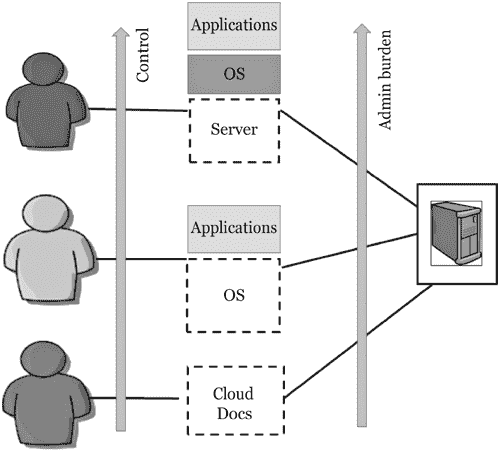 Applications
Control
OS
Admin burden
Server
Applications
OS
Cloud
Docs